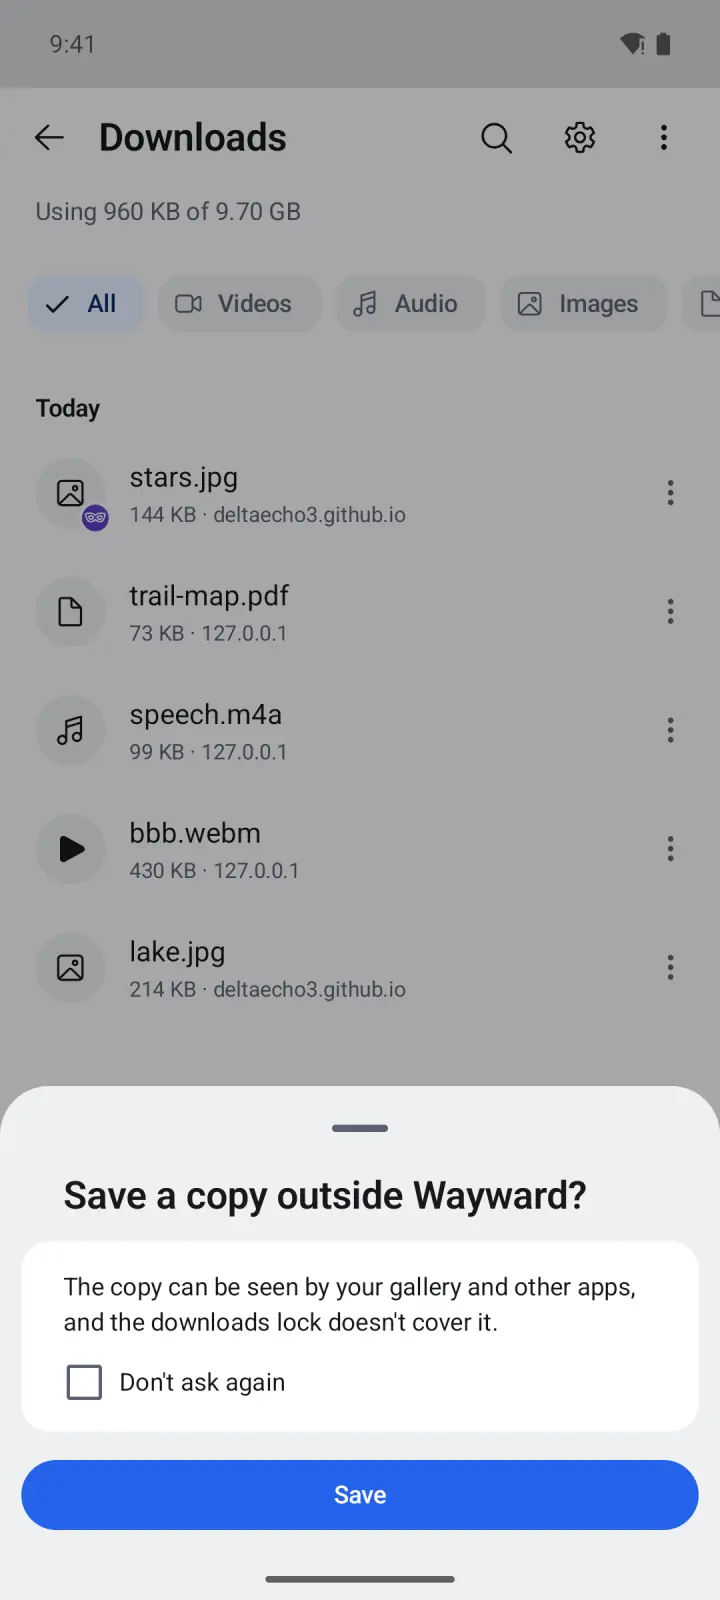 9:41
Downloads
Using 960 KB of 9.70 GB
All
Videos
Audio
Images
Today
stars.jpg
144 KB · deltaecho3.github.io
trail-map.pdf
73 KB · 127.0.0.1
speech.m4a
99 KB · 127.0.0.1
bbb.webm
430 KB · 127.0.0.1
lake.jpg
214 KB · deltaecho3.github.io
Save a copy outside Wayward?
The copy can be seen by your gallery and other apps,
and the downloads lock doesn't cover it.
Don't ask again
Save